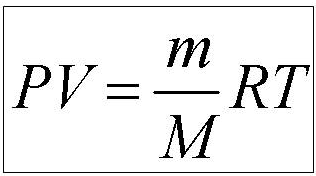 PV = m/M RT